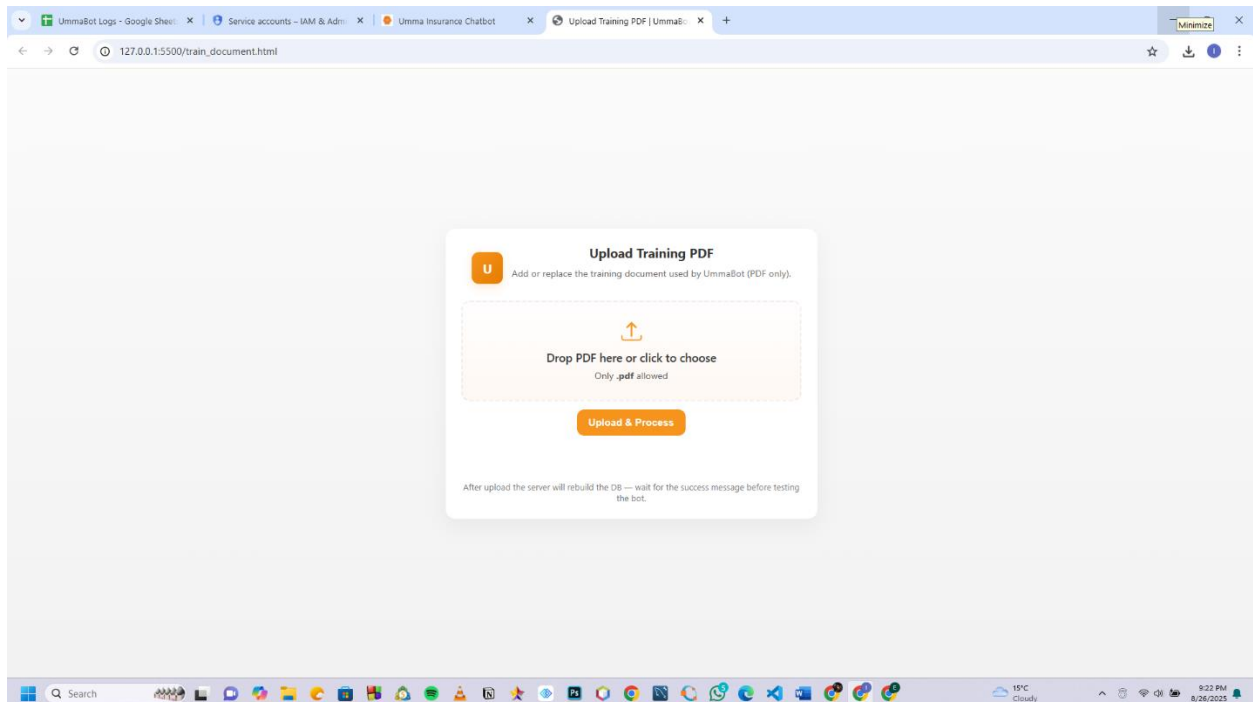 UmmaBot Logs - Google Sheet
Service accounts – IAM & Adm
Umma Insurance Chatbot
Upload Training PDF | UmmaBo
Minimize
127.0.0.1:5500/train_document.html
U
Upload Training PDF
Add or replace the training document used by UmmaBot (PDF only).
Drop PDF here or click to choose
Only .pdf allowed
Upload & Process
After upload the server will rebuild the DB — wait for the success message before testing
the bot.
Search
15°C
Cloudy
9:22 PM
8/26/2025